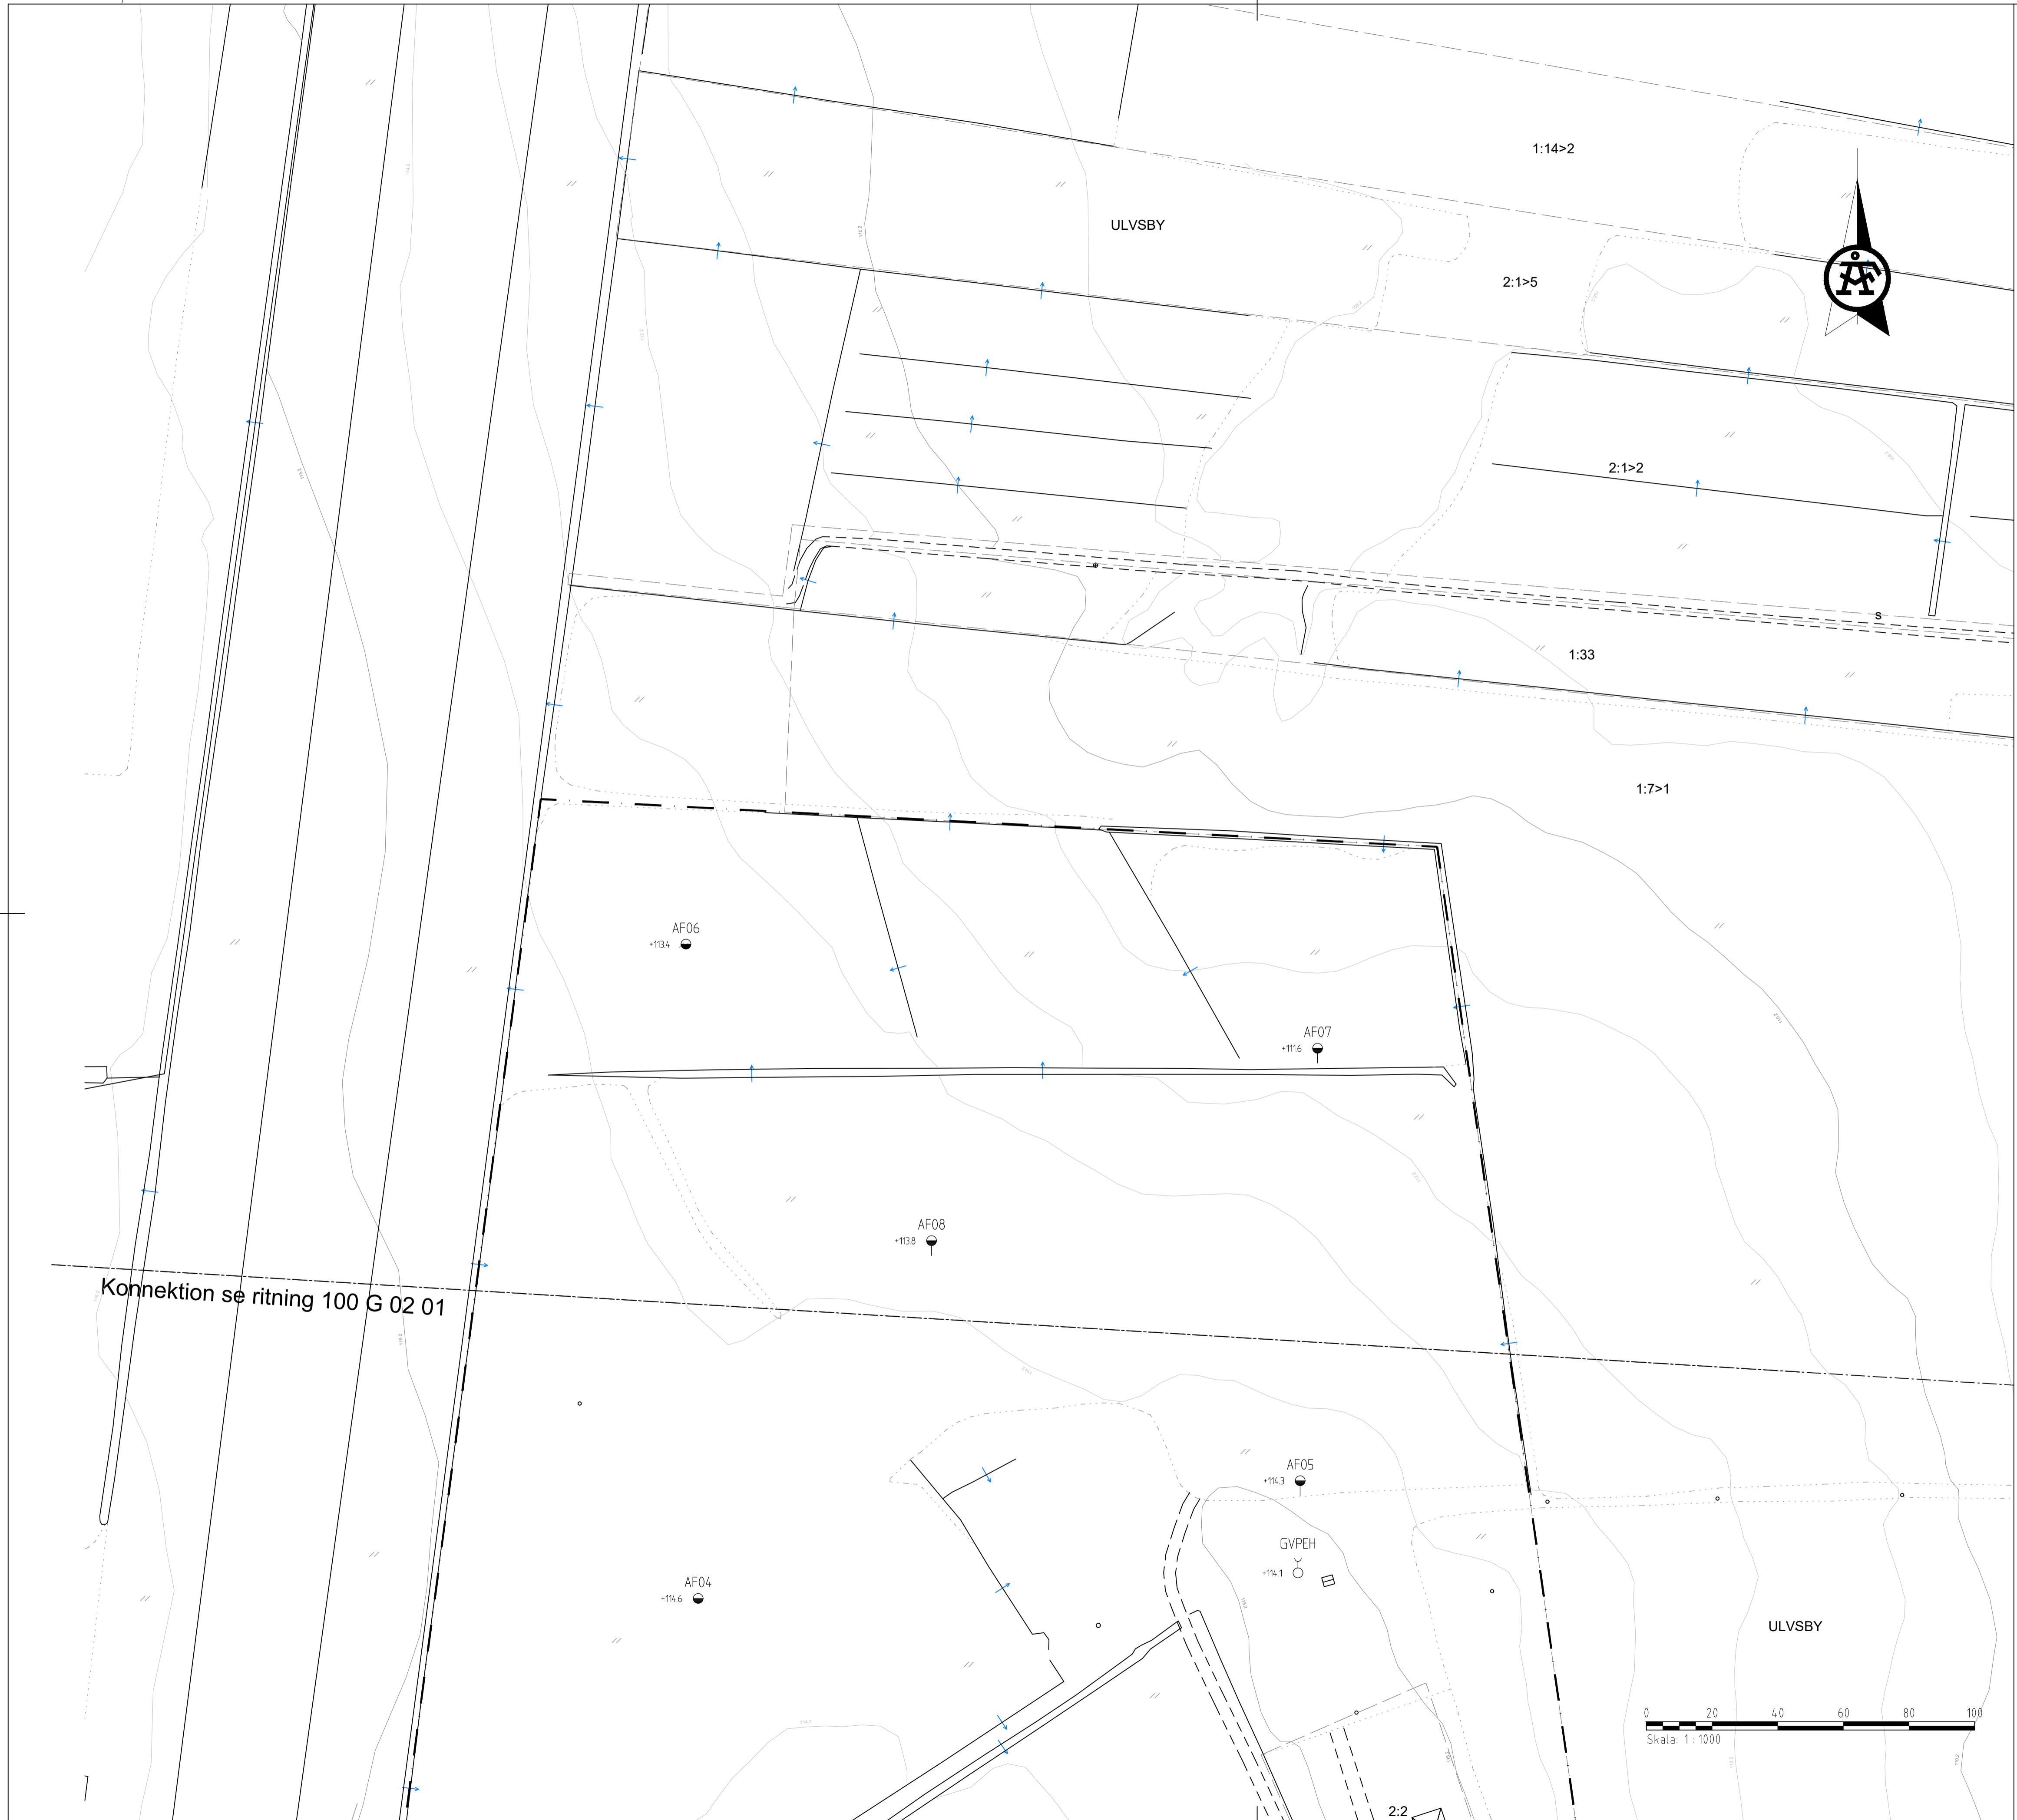 1:14>2
ULVSBY
2:1>5
2:1>2
s
1:33
1:7>1
AF06
+113.4
AF07
+111.6
AF08
+113.8
Konnektion se ritning 100 G 02 01
AF05
+114.3
GVPEH
+114.1
AF04
+114.6
ULVSBY
0 20 40 60 80 100
Skala: 1 : 1000
2:2